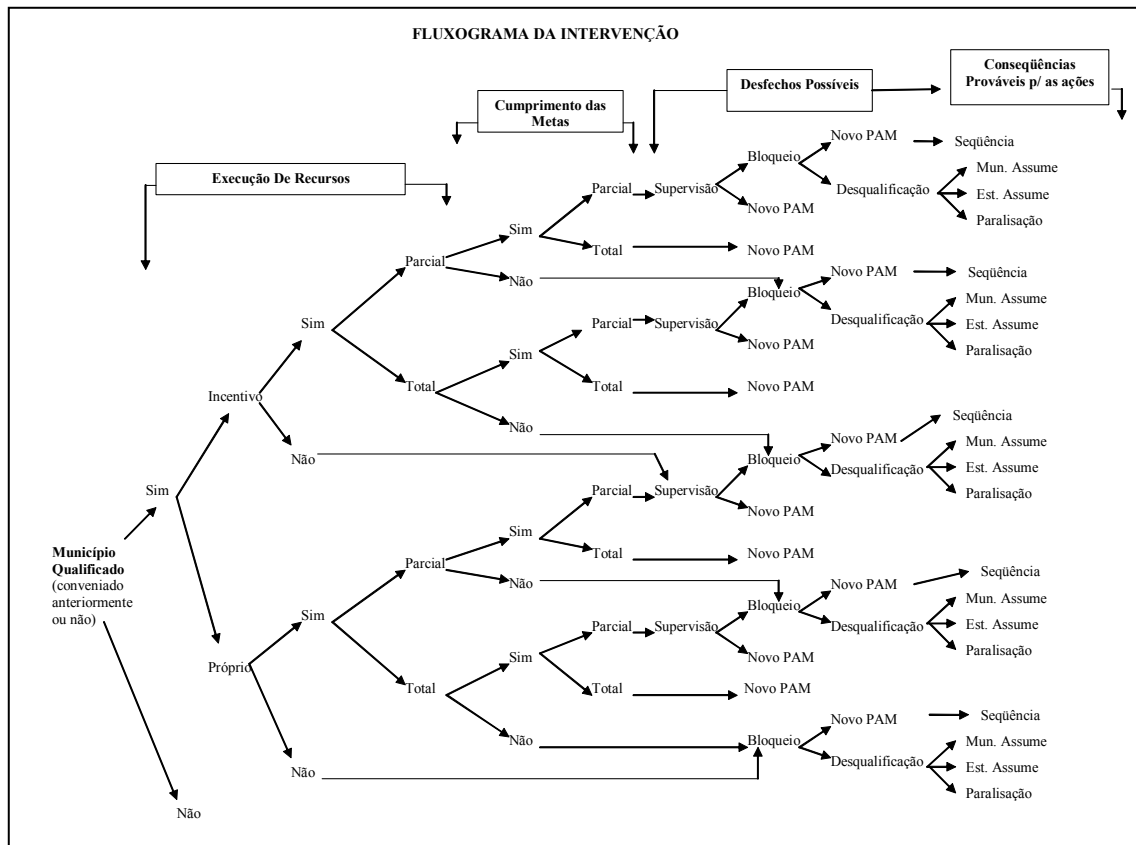 FLUXOGRAMA DA INTERVENÇÃO
Conseqüências
Prováveis p/ as ações
Desfechos Possíveis
Cumprimento das
Metas
Execução De Recursos
Novo PAM
Seqüência
Bloqueio
Mun. Assume
Parcial
Supervisão
Desqualificação
Est. Assume
Novo PAM
Paralisação
Sim
Total
Novo PAM
Parcial
Não
Novo PAM
Seqüência
Bloqueio
Mun. Assume
Sim
Parcial
Supervisão
Desqualificação
Est. Assume
Novo PAM
Paralisação
Sim
Total
Total
Novo PAM
Incentivo
Não
Novo PAM
Seqüência
Não
Bloqueio
Mun. Assume
Desqualificação
Est. Assume
Sim
Parcial
Supervisão
Paralisação
Novo PAM
Sim
Município
Qualificado
(conveniado
anteriormente
ou não)
Total
Novo PAM
Parcial
Não
Novo PAM
Seqüência
Bloqueio
Mun. Assume
Sim
Desqualificação
Est. Assume
Parcial
Supervisão
Paralisação
Novo PAM
Sim
Próprio
Total
Total
Novo PAM
Novo PAM
Seqüência
Não
Bloqueio
Mun. Assume
Desqualificação
Est. Assume
Não
Paralisação
Não